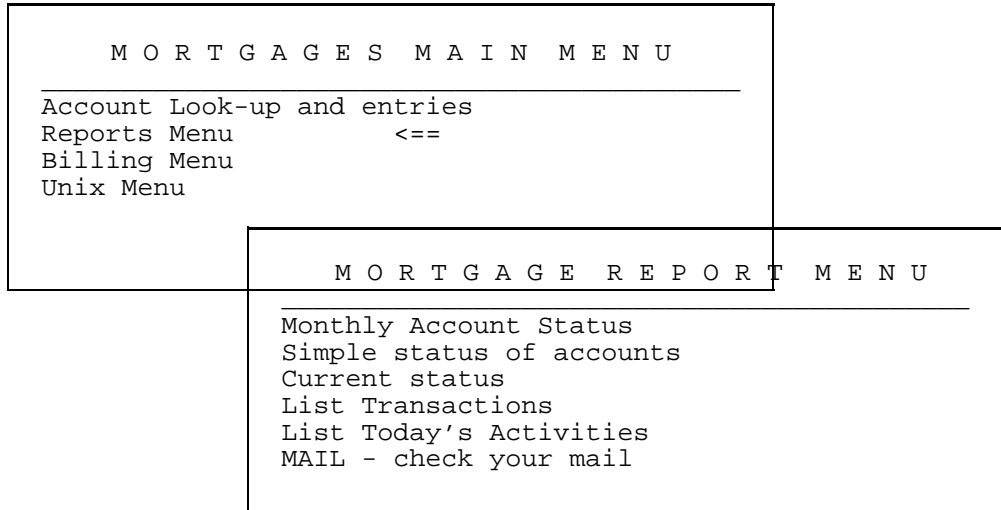 M O R T G A G E S M A I N M E N U
Account Look-up and entries
Reports Menu <==
Billing Menu
Unix Menu
M O R T G A G E R E P O R T M E N U
Monthly Account Status
Simple status of accounts
Current status
List Transactions
List Today’s Activities
MAIL - check your mail